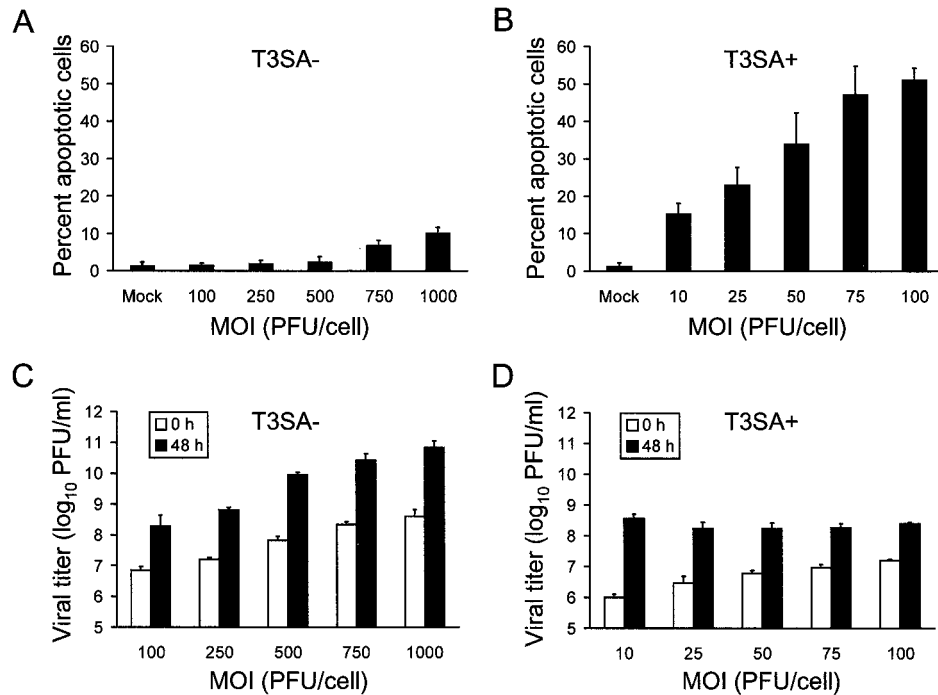 A
T3SA-
Percent apoptotic cells
60
50
40
30
20
10
0
Mock 100 250 500 750 1000
MOI (PFU/cell)
B
T3SA+
Percent apoptotic cells
60
50
40
30
20
10
0
Mock 10 25 50 75 100
MOI (PFU/cell)
C
T3SA-
Viral titer (log10 PFU/ml)
12
11
10
9
8
7
6
5
0 h
48 h
100 250 500 750 1000
MOI (PFU/cell)
D
T3SA+
Viral titer (log10 PFU/ml)
12
11
10
9
8
7
6
5
0 h
48 h
10 25 50 75 100
MOI (PFU/cell)